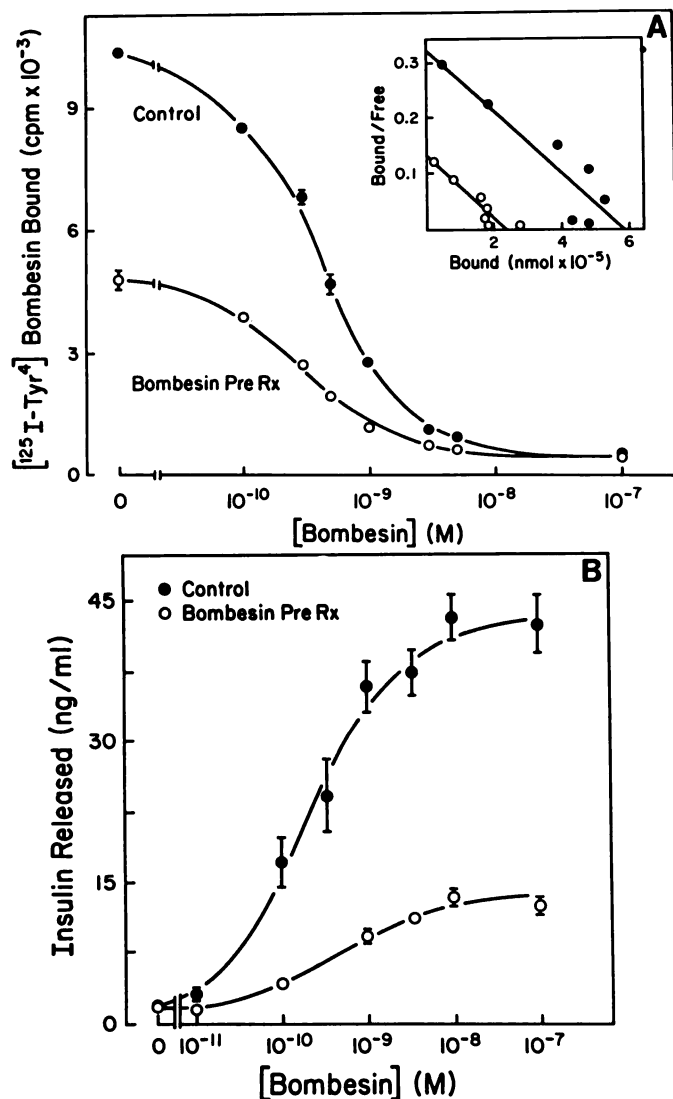 A
[¹²⁵I-Tyr⁴] Bombesin Bound (cpm x 10⁻³)
9
6
3
0
Control
Bombesin Pre Rx
0
10⁻¹⁰
10⁻⁹
10⁻⁸
10⁻⁷
[Bombesin] (M)
Bound/Free
0.3
0.2
0.1
2
4
6
Bound (nmol x 10⁻⁵)
B
Control
Bombesin Pre Rx
Insulin Released (ng/ml)
45
30
15
0
0
10⁻¹¹
10⁻¹⁰
10⁻⁹
10⁻⁸
10⁻⁷
[Bombesin] (M)